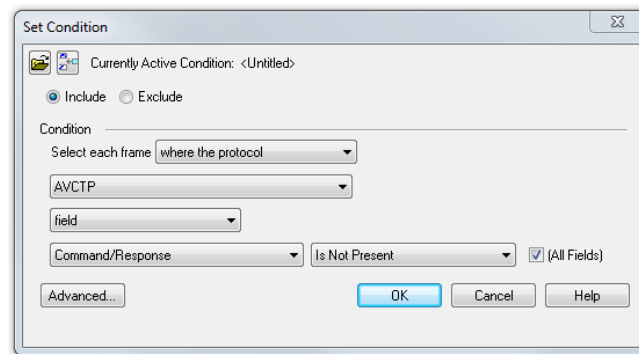 Set Condition
Currently Active Condition: <Untitled>
Include Exclude
Condition
Select each frame where the protocol
AVCTP
field
Command/Response Is Not Present (All Fields)
Advanced... OK Cancel Help